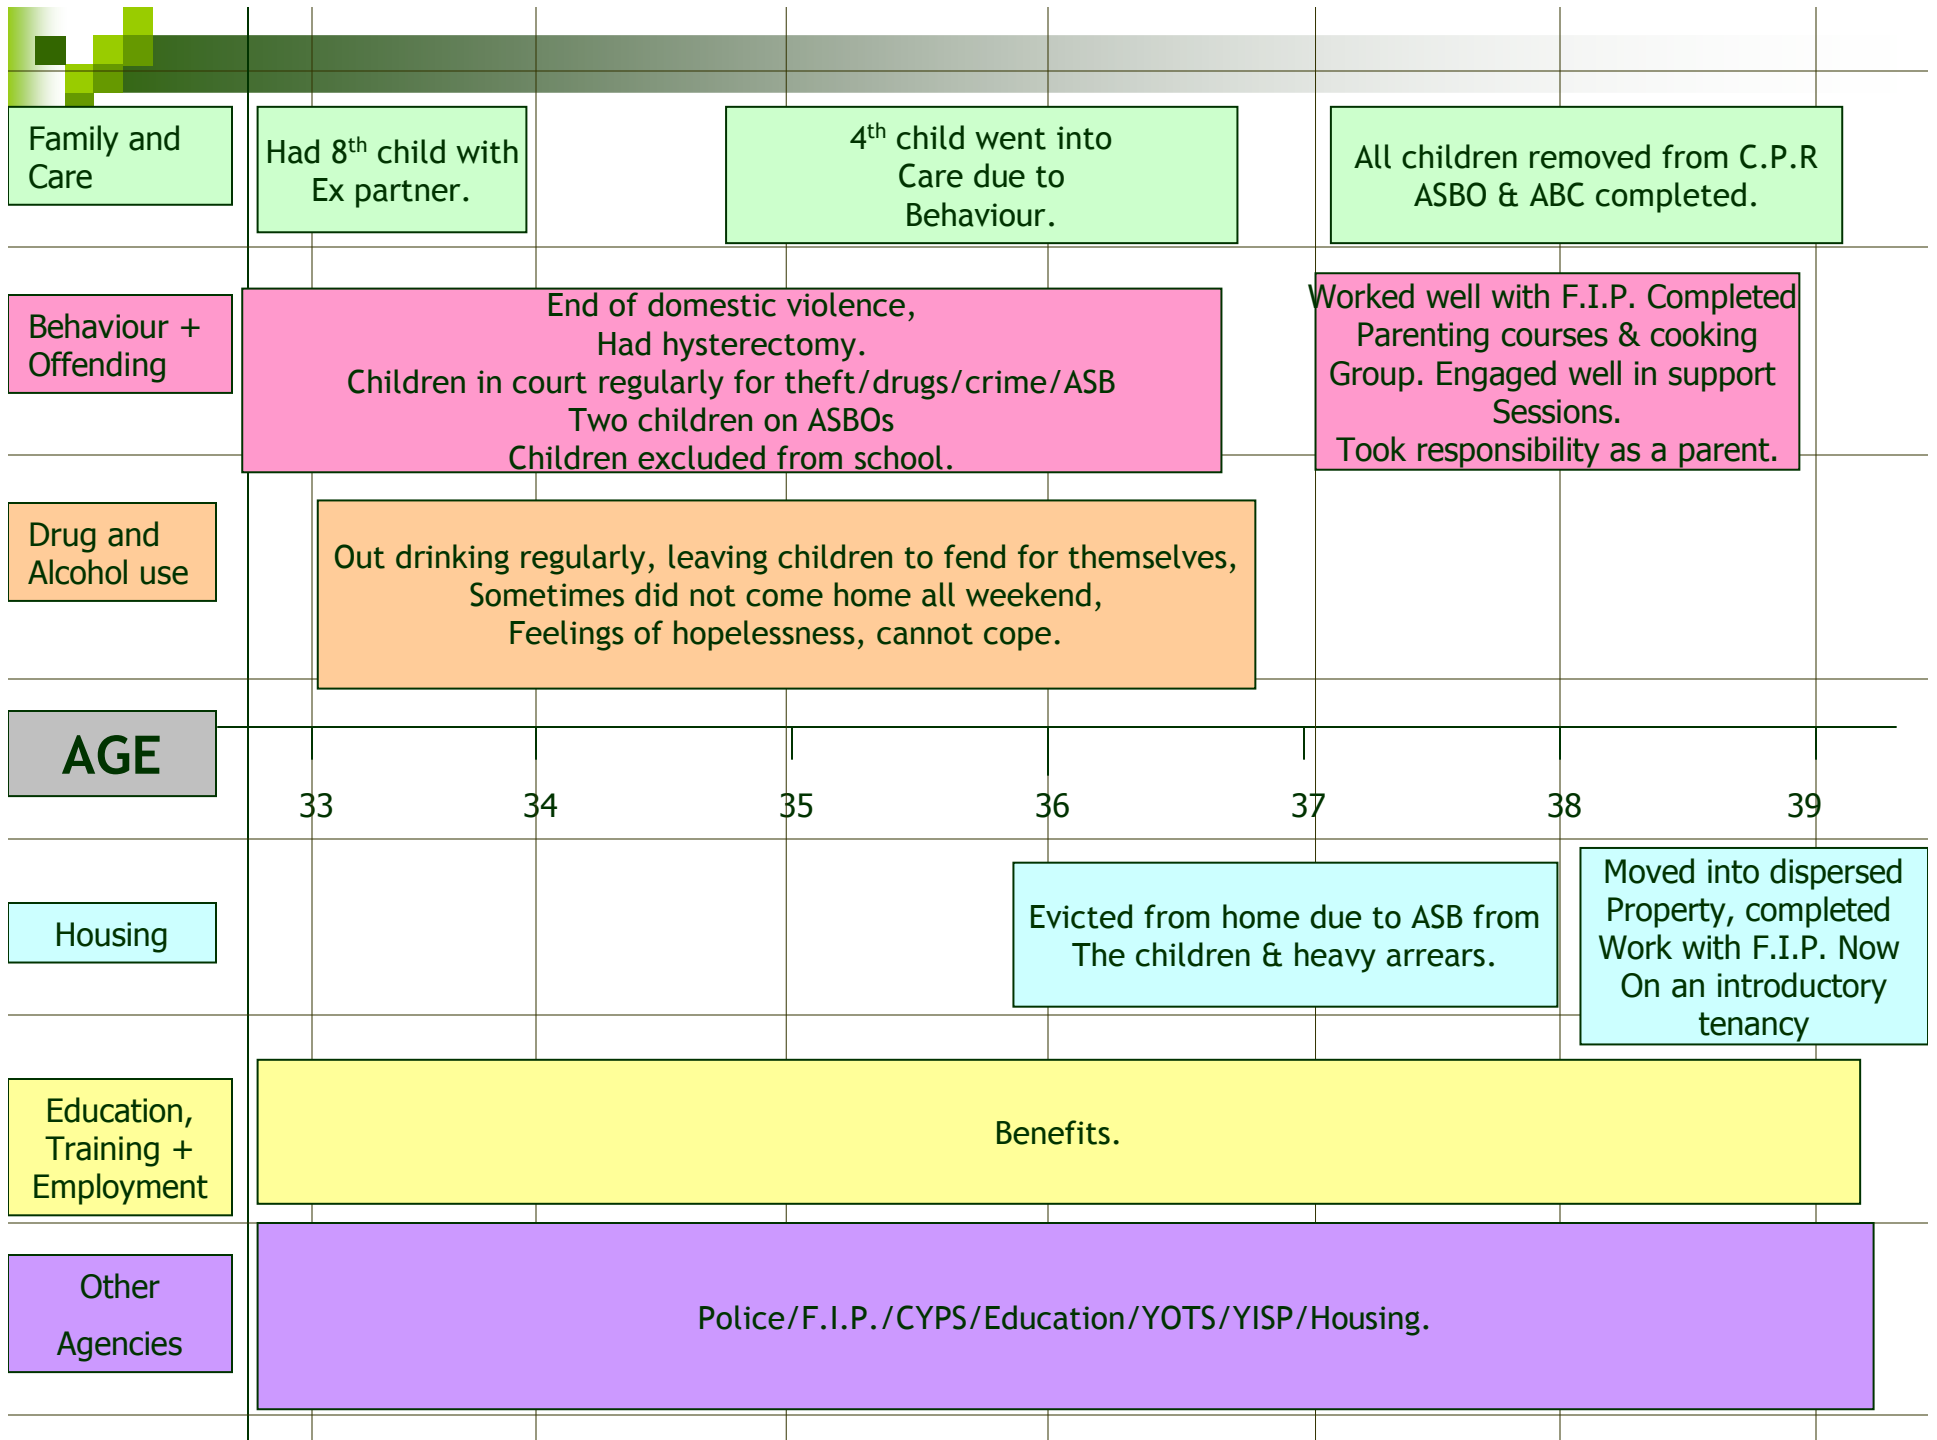 Family and
Care
Had 8th child with
Ex partner.
4th child went into
Care due to
Behaviour.
All children removed from C.P.R
ASBO & ABC completed.
Behaviour +
Offending
End of domestic violence,
Had hysterectomy.
Children in court regularly for theft/drugs/crime/ASB
Two children on ASBOs
Children excluded from school.
Worked well with F.I.P. Completed
Parenting courses & cooking
Group. Engaged well in support
Sessions.
Took responsibility as a parent.
Drug and
Alcohol use
Out drinking regularly, leaving children to fend for themselves,
Sometimes did not come home all weekend,
Feelings of hopelessness, cannot cope.
AGE
33 34 35 36 37 38 39
Housing
Evicted from home due to ASB from
The children & heavy arrears.
Moved into dispersed
Property, completed
Work with F.I.P. Now
On an introductory
tenancy
Education,
Training +
Employment
Benefits.
Other
Agencies
Police/F.I.P./CYPS/Education/YOTS/YISP/Housing.